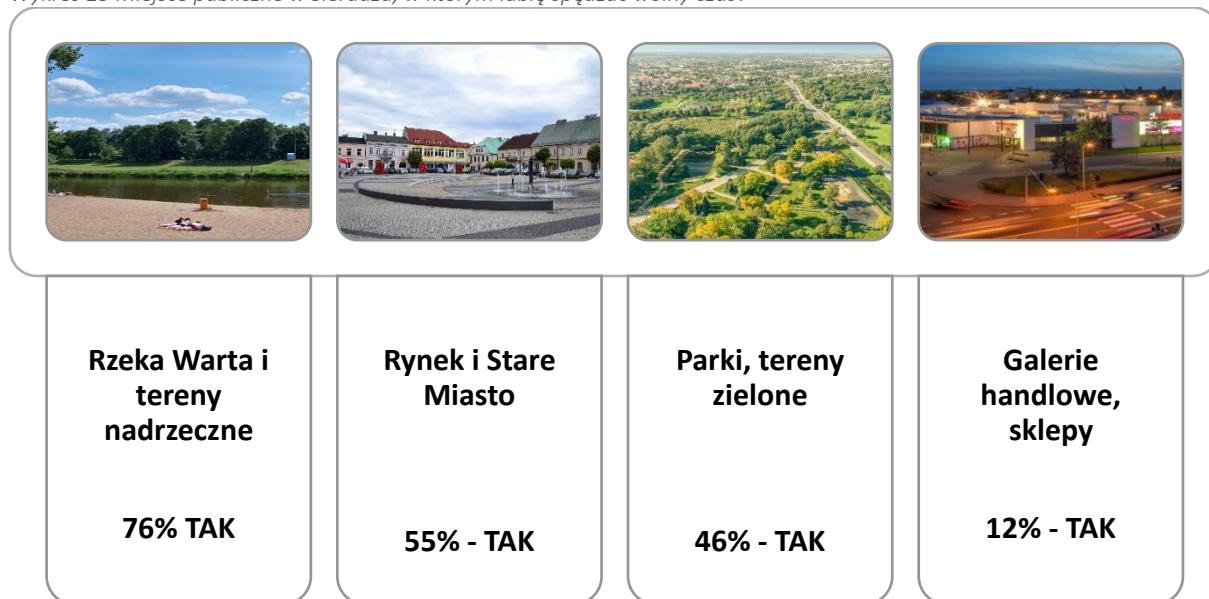 Rzeka Warta i
tereny
nadrzeczne
76% TAK
Rynek i Stare
Miasto
55% - TAK
Parki, tereny
zielone
46% - TAK
Galerie
handlowe,
sklepy
12% - TAK